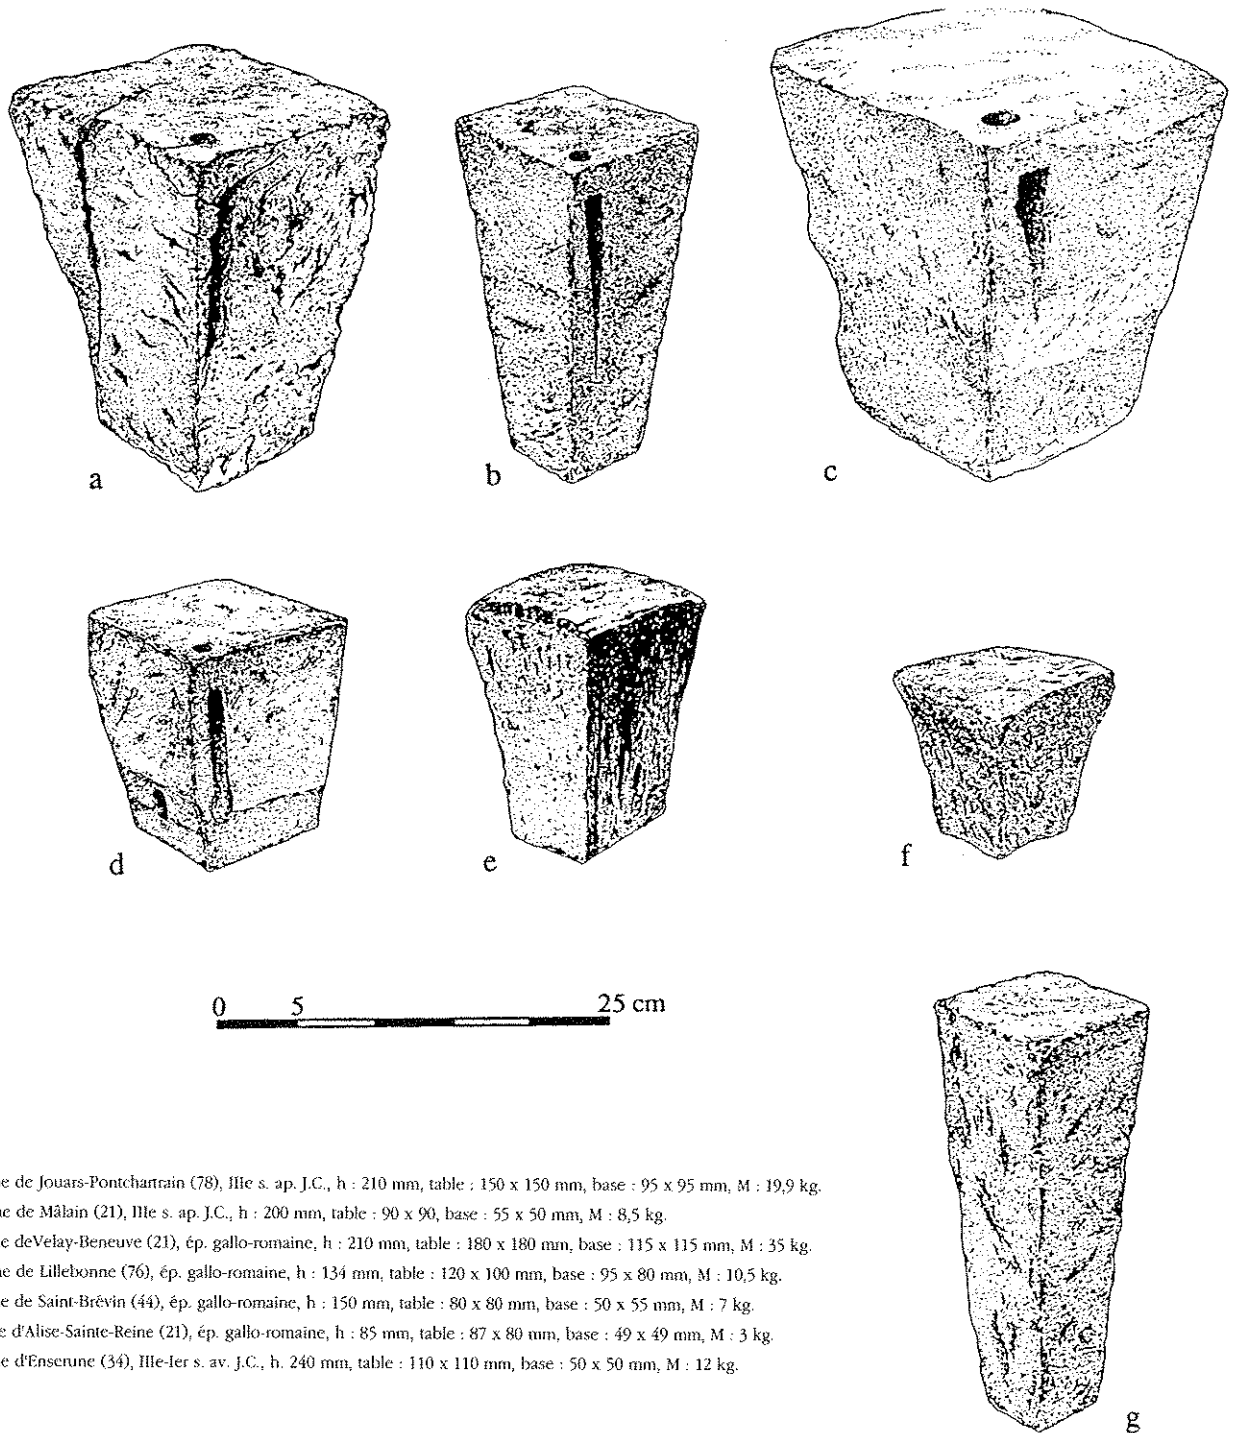 a
b
c
d
e
f
0 5 25 cm
e de Jouars-Pontchartrain (78), IIIe s. ap. J.C., h : 210 mm, table : 150 x 150 mm, base : 95 x 95 mm, M : 19,9 kg.
e de Mâlain (21), IIIe s. ap. J.C., h : 200 mm, table : 90 x 90, base : 55 x 50 mm, M : 8,5 kg.
e deVelay-Beneuve (21), ép. gallo-romaine, h : 210 mm, table : 180 x 180 mm, base : 115 x 115 mm, M : 35 kg.
e de Lillebonne (76), ép. gallo-romaine, h : 134 mm, table : 120 x 100 mm, base : 95 x 80 mm, M : 10,5 kg.
e de Saint-Brévin (44), ép. gallo-romaine, h : 150 mm, table : 80 x 80 mm, base : 50 x 55 mm, M : 7 kg.
e d'Alise-Sainte-Reine (21), ép. gallo-romaine, h : 85 mm, table : 87 x 80 mm, base : 49 x 49 mm, M : 3 kg.
e d'Enserune (34), IIIe-Ier s. av. J.C., h. 240 mm, table : 110 x 110 mm, base : 50 x 50 mm, M : 12 kg.
g